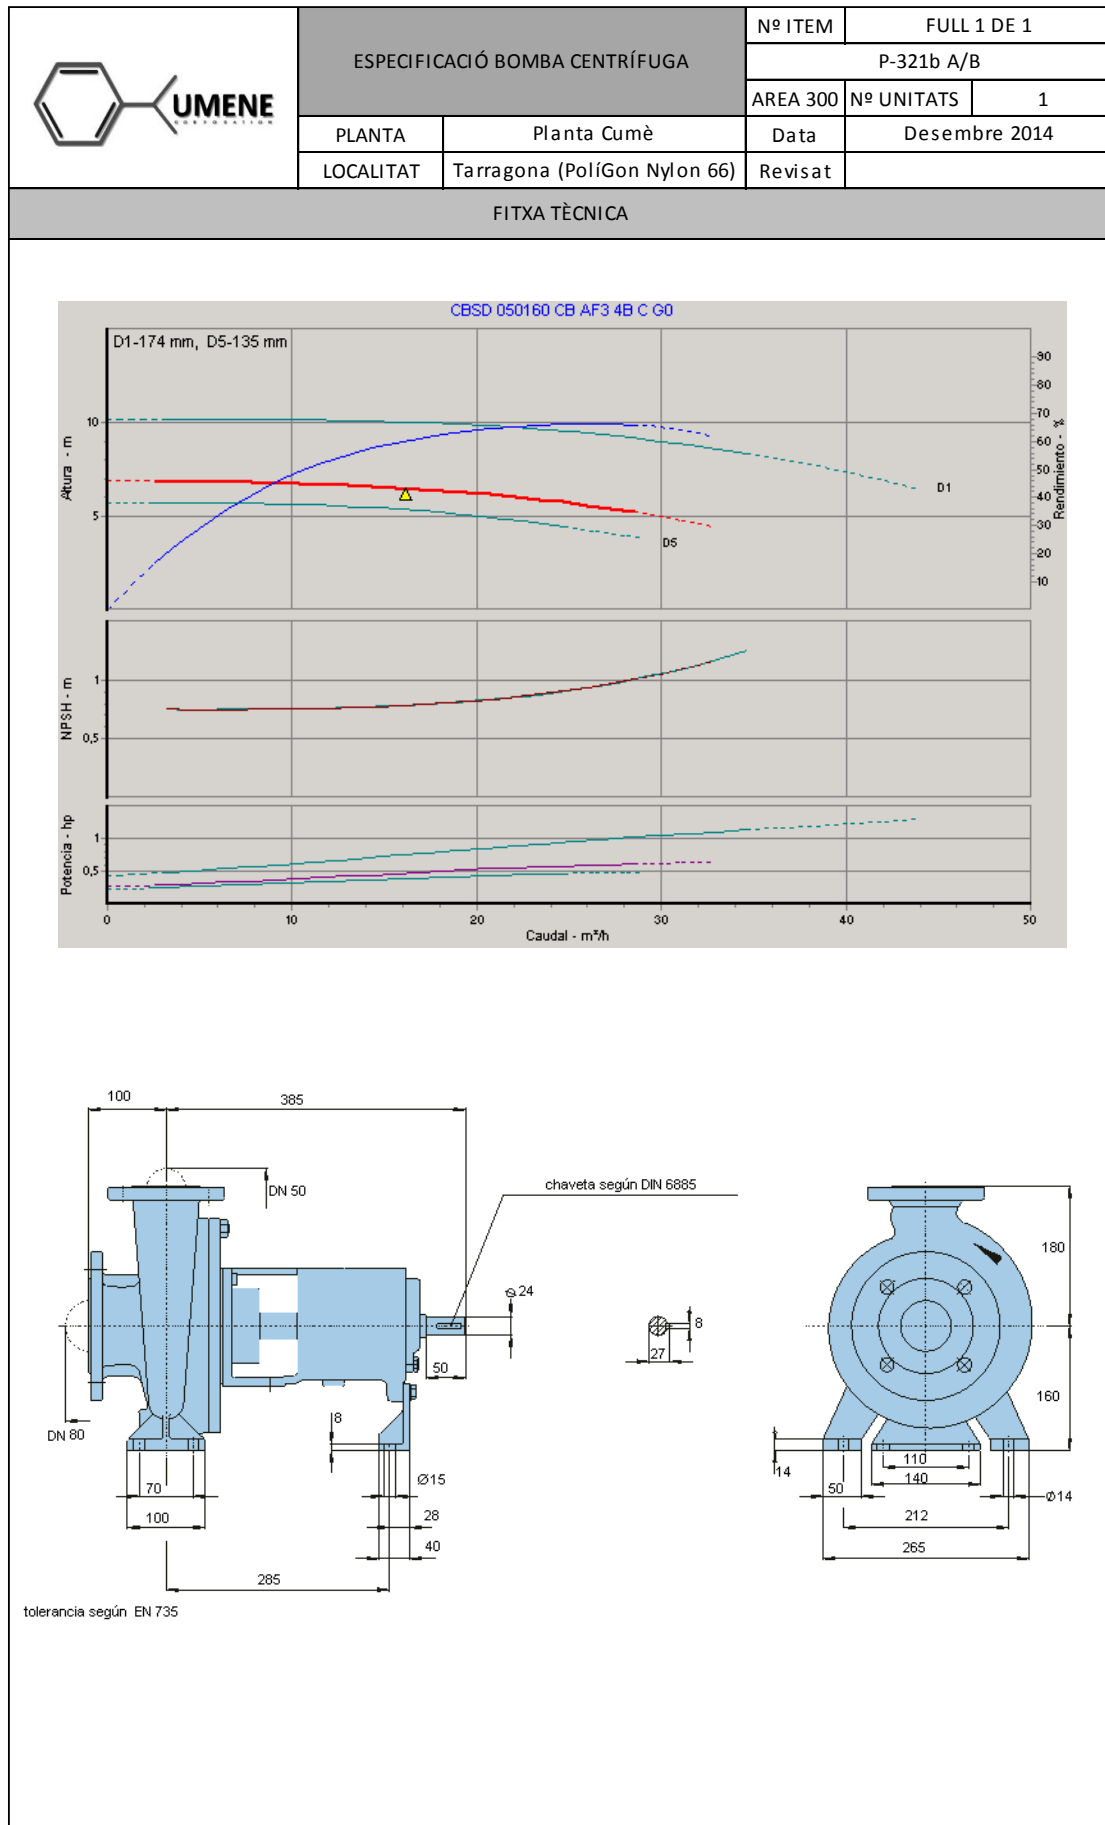 UMENE
CORPORATION
ESPECIFICACIÓ BOMBA CENTRÍFUGA
Nº ITEM
FULL 1 DE 1
P-321b A/B
AREA 300
Nº UNITATS
1
PLANTA
Planta Cumè
Data
Desembre 2014
LOCALITAT
Tarragona (PolíGon Nylon 66)
Revisat
FITXA TÈCNICA
CBSD 050160 CB AF3 4B C G0
D1-174 mm, D5-135 mm
Altura - m
10
5
90
80
70
60
50
40
30
20
10
Rendimiento - %
D1
D5
NPSH - m
1
0,5
Potencia - hp
1
0,5
0
10
20
30
40
50
Caudal - m³/h
100
385
DN 50
chaveta según DIN 6885
Ø 24
50
DN 80
8
70
100
Ø15
28
40
285
8
27
180
160
14
50
110
140
Ø14
212
265
tolerancia según EN 735